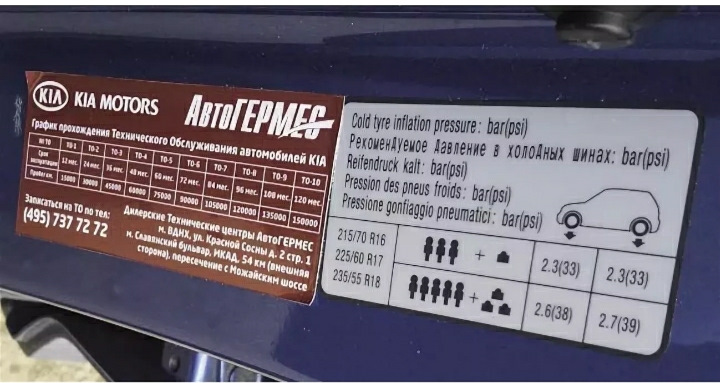 KIA KIA MOTORS
АвтоГЕРМЕС
График прохождения Технического Обслуживания автомобилей KIA
№ ТО ТО-1 ТО-2 ТО-3 ТО-4 ТО-5 ТО-6 ТО-7 ТО-8 ТО-9 ТО-10
Срок эксплуатации 12 мес. 24 мес. 36 мес. 48 мес. 60 мес. 72 мес. 84 мес. 96 мес. 108 мес. 120 мес.
Пробег км. 15000 30000 45000 60000 75000 90000 105000 120000 135000 150000
Записаться на ТО по тел:
(495) 737 72 72
Дилерские Технические центры АвтоГЕРМЕС
м. ВДНХ, ул. Красной Сосны д. 2 стр. 1
м. Славянский бульвар, МКАД, 54 км (внешняя
сторона), пересечение с Можайским шоссе
Cold tyre inflation pressure: bar(psi)
РекоменДуемое Давление в холоДных шинах: bar(psi)
Reifendruck kalt: bar(psi)
Pression des pneus froids: bar(psi)
Pressione gonfiaggio pneumatici: bar(psi)
215/70 R16
225/60 R17
235/55 R18
+ 2.3(33) 2.3(33)
+ 2.6(38) 2.7(39)